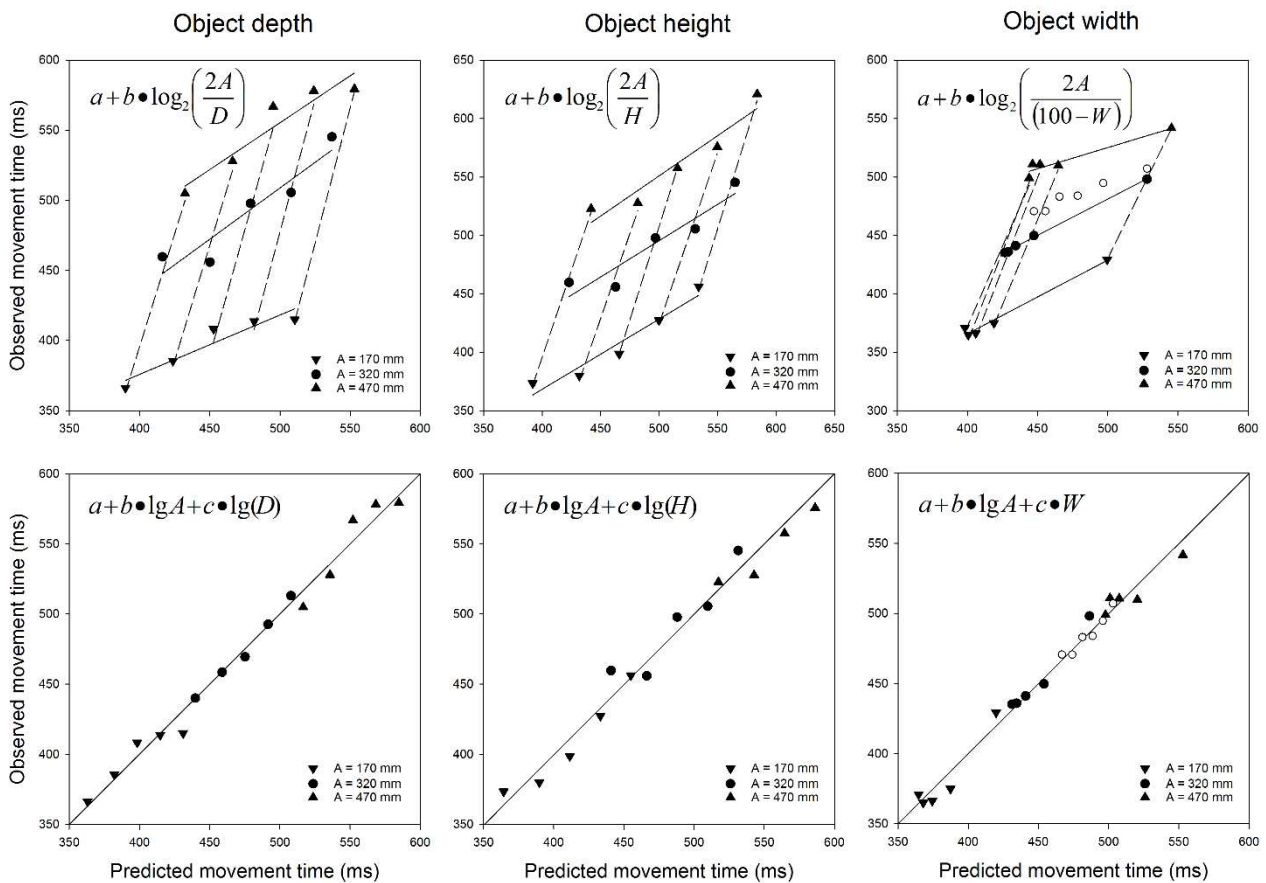 Object depth
Object height
Object width
Observed movement time (ms)
600
550
500
450
400
350
a + b • log₂(2A/D)
A = 170 mm
A = 320 mm
A = 470 mm
350 400 450 500 550 600
650
600
550
500
450
400
350
a + b • log₂(2A/H)
A = 170 mm
A = 320 mm
A = 470 mm
350 400 450 500 550 600
600
550
500
450
400
350
300
a + b • log₂(2A/(100 − W))
A = 170 mm
A = 320 mm
A = 470 mm
350 400 450 500 550 600
Observed movement time (ms)
600
550
500
450
400
350
a + b • lg A + c • lg(D)
A = 170 mm
A = 320 mm
A = 470 mm
350 400 450 500 550 600
Predicted movement time (ms)
600
550
500
450
400
350
a + b • lg A + c • lg(H)
A = 170 mm
A = 320 mm
A = 470 mm
350 400 450 500 550 600
Predicted movement time (ms)
600
550
500
450
400
350
a + b • lg A + c • W
A = 170 mm
A = 320 mm
A = 470 mm
350 400 450 500 550 600
Predicted movement time (ms)